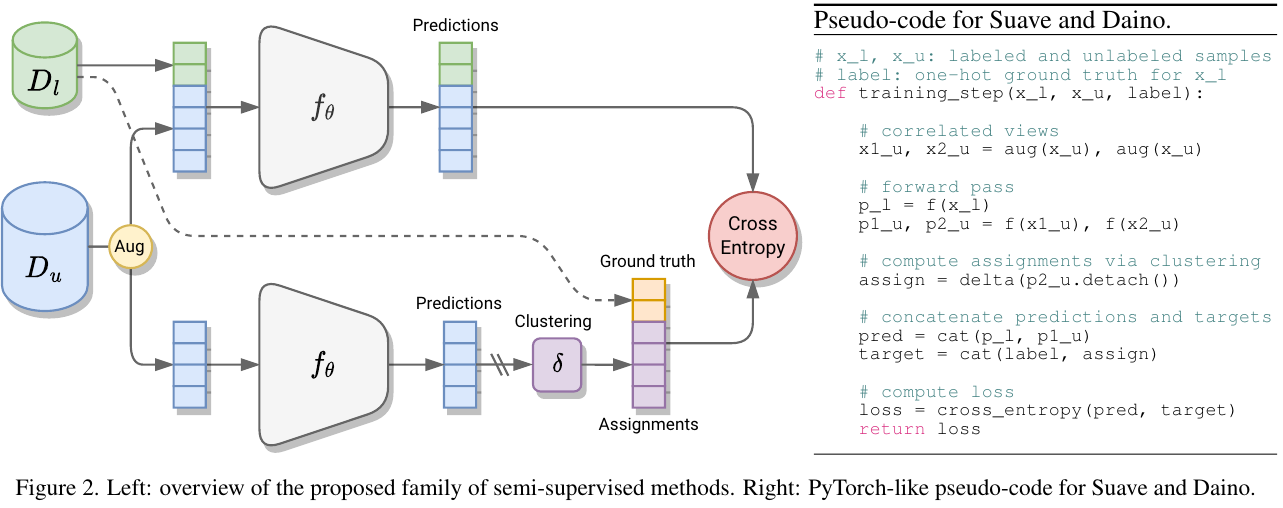 D_l
D_u
Aug
f_θ
Predictions
f_θ
Predictions
Clustering
δ
Ground truth
Assignments
Cross
Entropy
Pseudo-code for Suave and Daino.
# x_l, x_u: labeled and unlabeled samples
# label: one-hot ground truth for x_l
def training_step(x_l, x_u, label):
# correlated views
x1_u, x2_u = aug(x_u), aug(x_u)
# forward pass
p_l = f(x_l)
p1_u, p2_u = f(x1_u), f(x2_u)
# compute assignments via clustering
assign = delta(p2_u.detach())
# concatenate predictions and targets
pred = cat(p_l, p1_u)
target = cat(label, assign)
# compute loss
loss = cross_entropy(pred, target)
return loss
Figure 2. Left: overview of the proposed family of semi-supervised methods. Right: PyTorch-like pseudo-code for Suave and Daino.